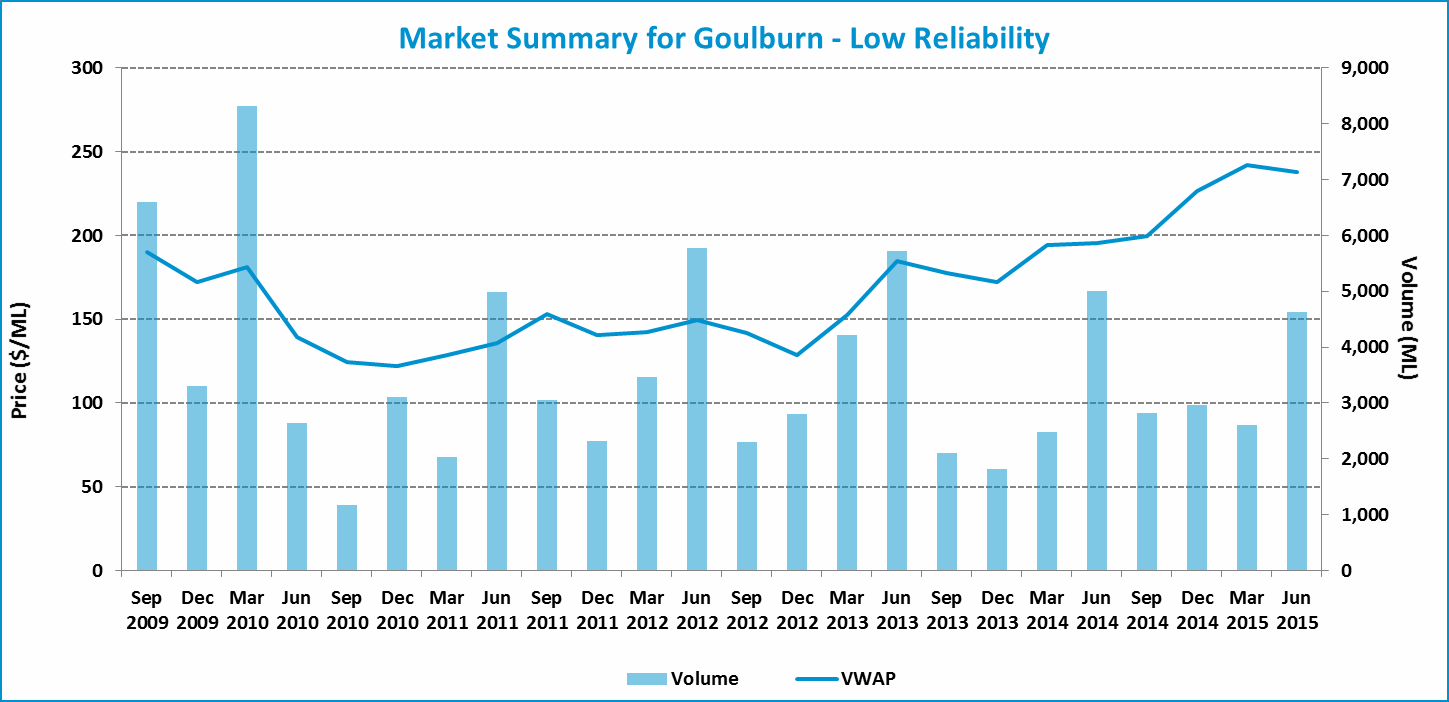 Market Summary for Goulburn - Low Reliability
300 9,000
8,000
250
7,000
200 6,000
5,000
150
4,000
100 3,000
2,000
50
1,000
0 0
Price ($/ML)
Volume (ML)
Sep Dec Mar Jun Sep Dec Mar Jun Sep Dec Mar Jun Sep Dec Mar Jun Sep Dec Mar Jun Sep Dec Mar Jun
2009 2009 2010 2010 2010 2010 2011 2011 2011 2011 2012 2012 2012 2012 2013 2013 2013 2013 2014 2014 2014 2014 2015 2015
Volume VWAP